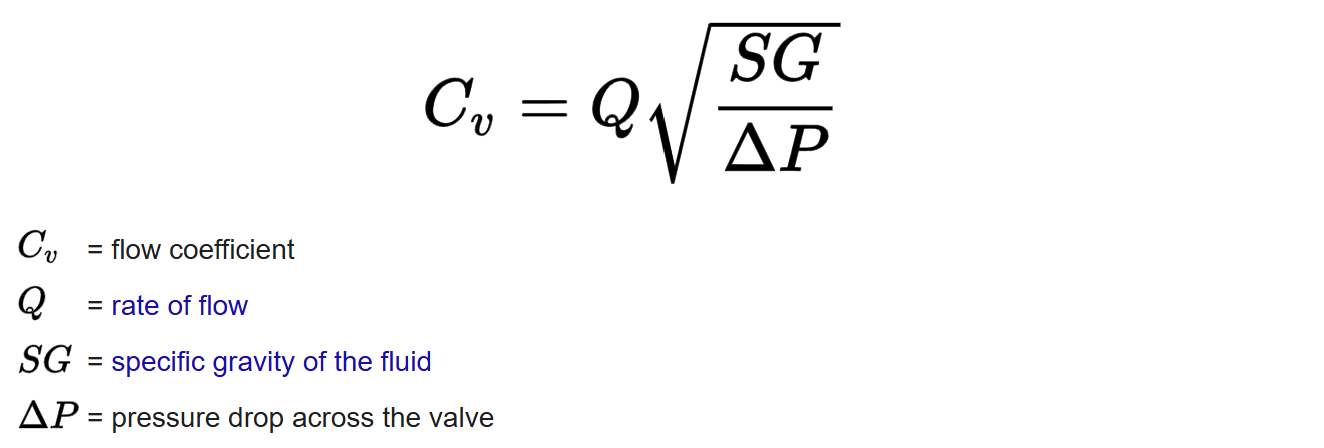 C_v = Q√(SG/ΔP)
C_v = flow coefficient
Q = rate of flow
SG = specific gravity of the fluid
ΔP = pressure drop across the valve